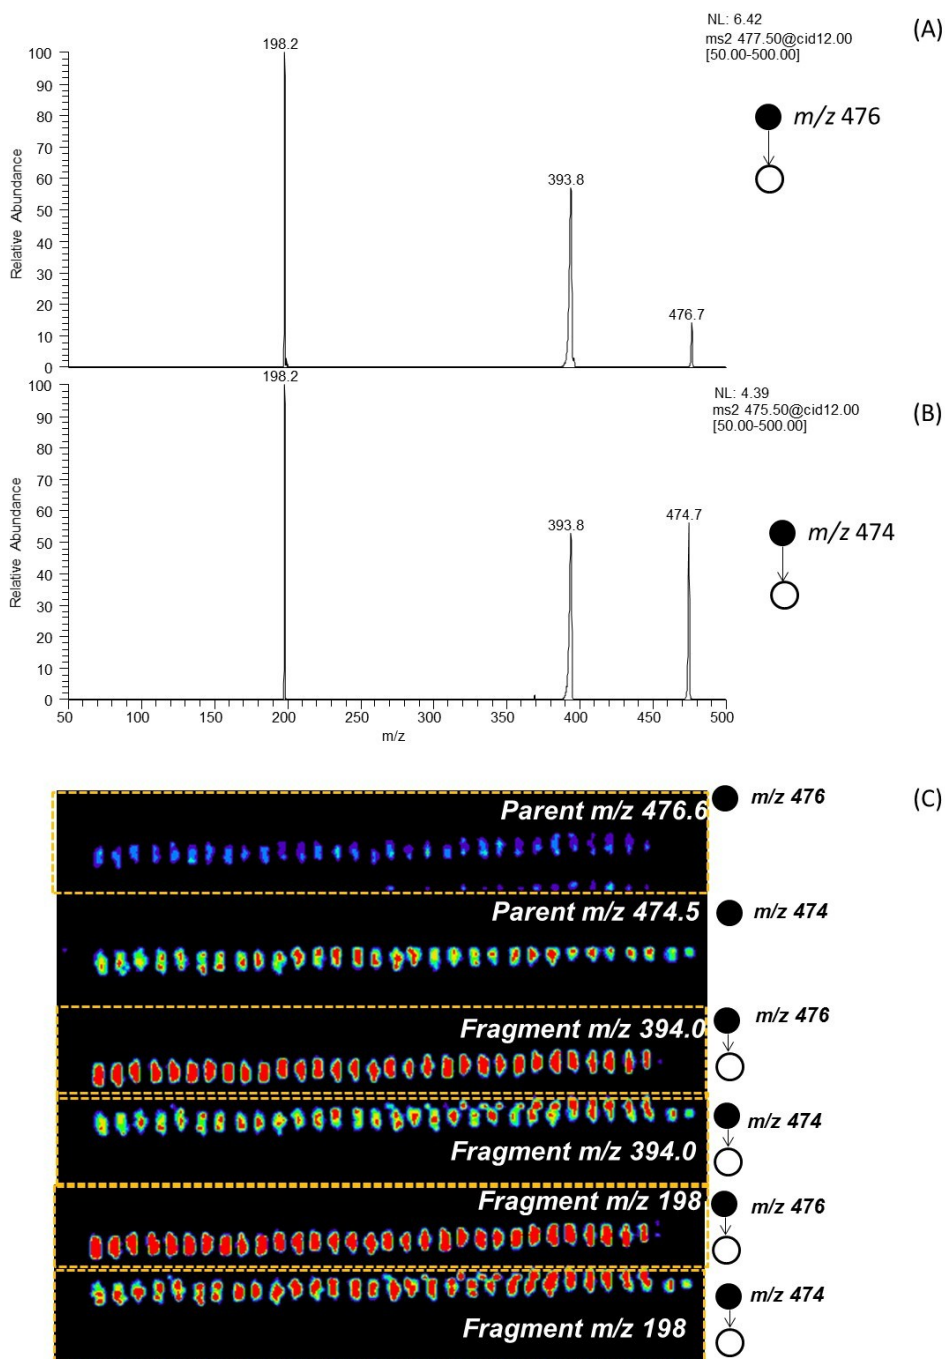 NL: 6.42
ms2 477.50@cid12.00
[50.00-500.00]
(A)
198.2
393.8
476.7
m/z 476
Relative Abundance
100
90
80
70
60
50
40
30
20
10
0
NL: 4.39
ms2 475.50@cid12.00
[50.00-500.00]
(B)
198.2
393.8
474.7
m/z 474
Relative Abundance
100
90
80
70
60
50
40
30
20
10
0
50 100 150 200 250 300 350 400 450 500
m/z
(C)
Parent m/z 476.6
m/z 476
Parent m/z 474.5
m/z 474
Fragment m/z 394.0
m/z 476
Fragment m/z 394.0
m/z 474
Fragment m/z 198
m/z 476
Fragment m/z 198
m/z 474